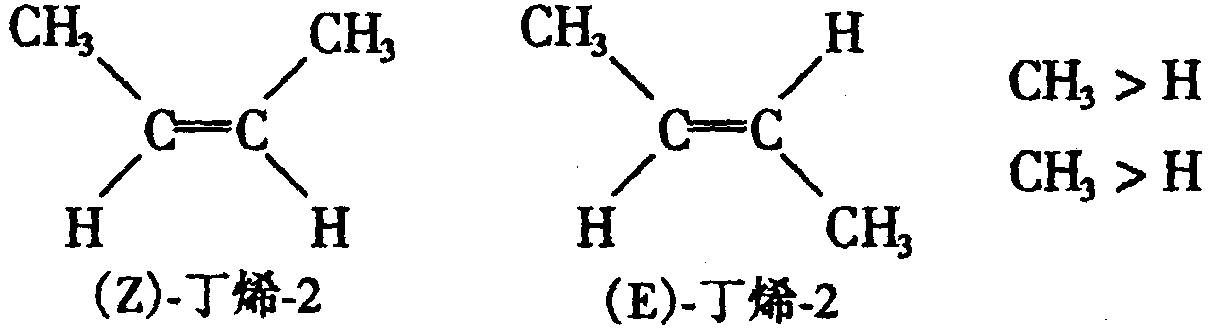 CH₃ CH₃ CH₃ H CH₃ > H
C=C C=C
H H H CH₃ CH₃ > H
(Z)-丁烯-2 (E)-丁烯-2